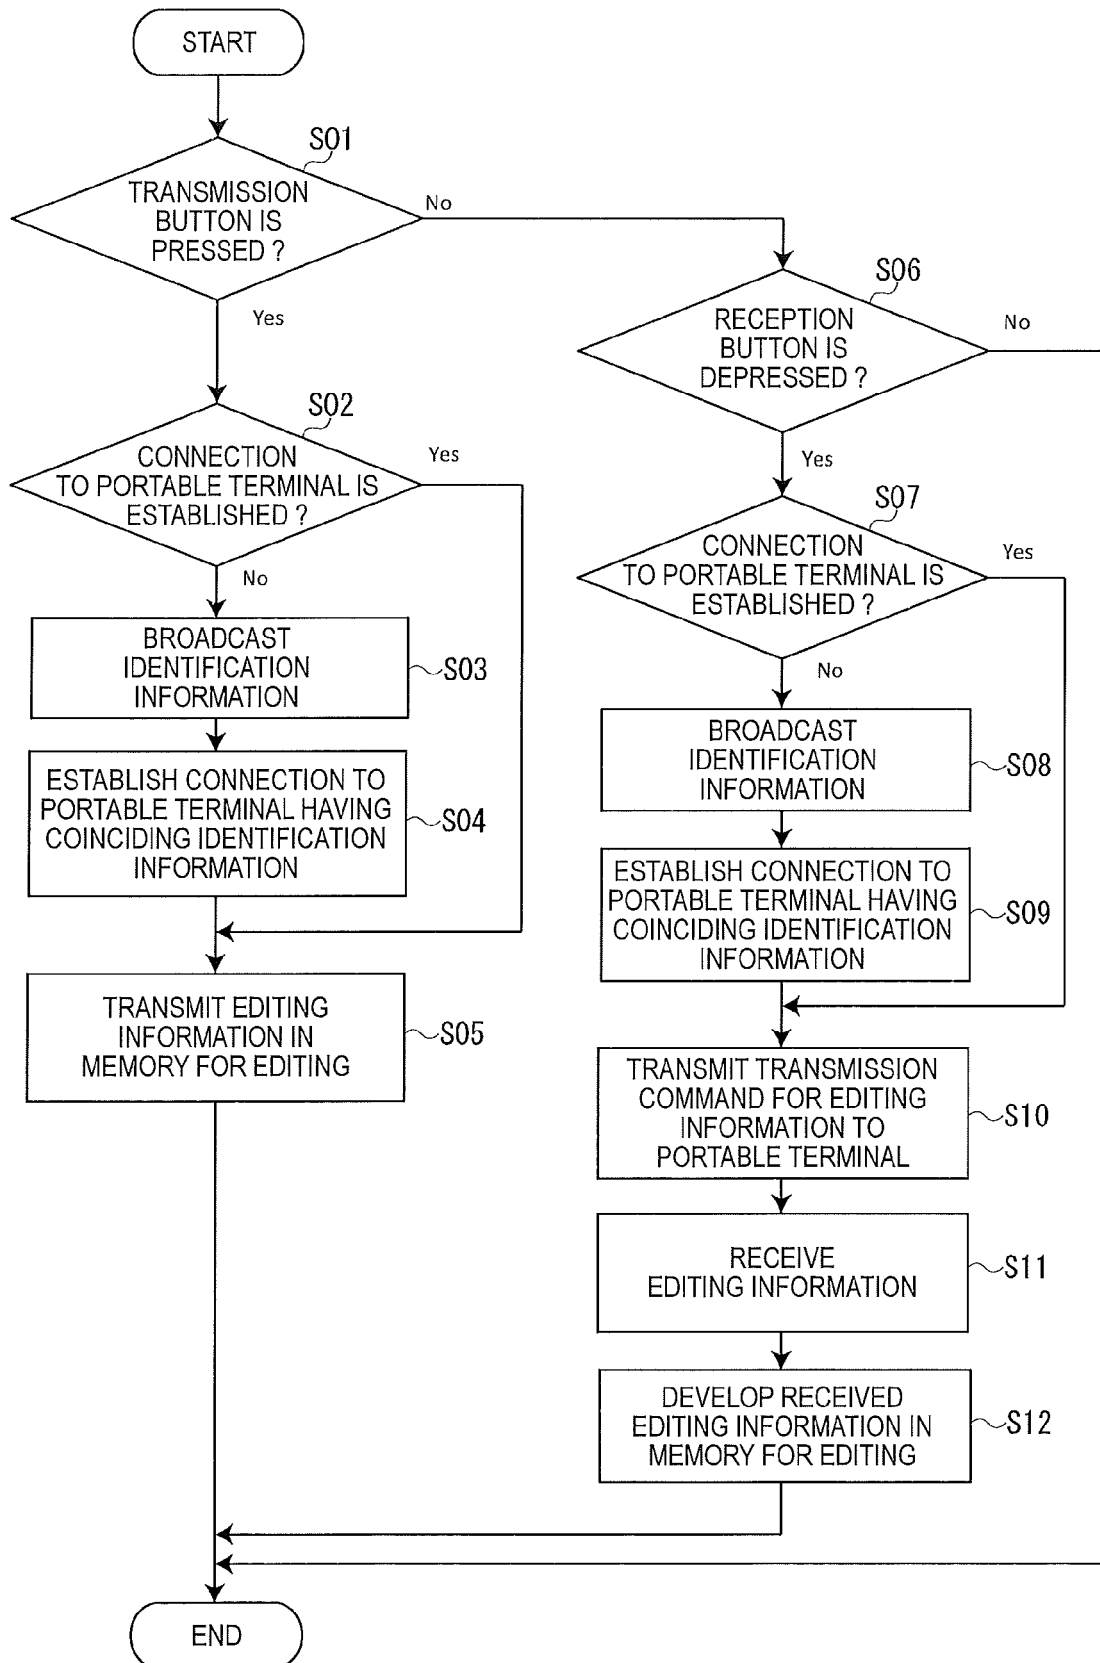 START
S01
TRANSMISSION
BUTTON IS
PRESSED ?
No
Yes
S02
CONNECTION
TO PORTABLE TERMINAL IS
ESTABLISHED ?
Yes
No
BROADCAST
IDENTIFICATION
INFORMATION
S03
ESTABLISH CONNECTION TO
PORTABLE TERMINAL HAVING
COINCIDING IDENTIFICATION
INFORMATION
S04
TRANSMIT EDITING
INFORMATION IN
MEMORY FOR EDITING
S05
S06
RECEPTION
BUTTON IS
DEPRESSED ?
No
Yes
S07
CONNECTION
TO PORTABLE TERMINAL IS
ESTABLISHED ?
Yes
No
BROADCAST
IDENTIFICATION
INFORMATION
S08
ESTABLISH CONNECTION TO
PORTABLE TERMINAL HAVING
COINCIDING IDENTIFICATION
INFORMATION
S09
TRANSMIT TRANSMISSION
COMMAND FOR EDITING
INFORMATION TO
PORTABLE TERMINAL
S10
RECEIVE
EDITING INFORMATION
S11
DEVELOP RECEIVED
EDITING INFORMATION IN
MEMORY FOR EDITING
S12
END